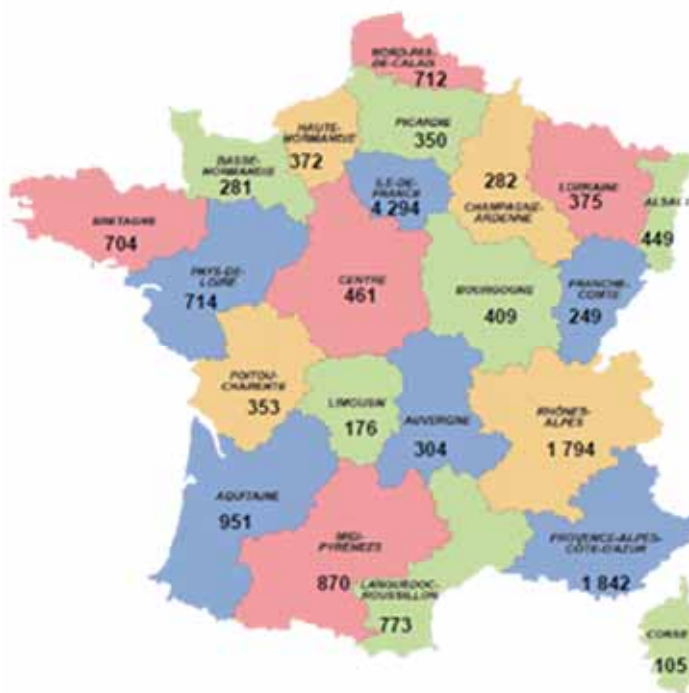 NORD-PAS-
DE-CALAIS
712
PICARDIE
350
HAUTE-
NORMANDIE
372
BASSE-
NORMANDIE
281
ILE-DE-
FRANCE
4 294
282
CHAMPAGNE-
ARDENNE
LORRAINE
375
ALSACE
449
BRETAGNE
704
PAYS-DE-
LOIRE
714
CENTRE
461
BOURGOGNE
409
FRANCHE-
COMTE
249
POITOU-
CHARENTE
353
LIMOUSIN
176
AUVERGNE
304
RHÔNES-
ALPES
1 794
AQUITAINE
951
MIDI-
PYRENEES
870
LANGUEDOC-
ROUSSILLON
773
PROVENCE-ALPES-
CÔTE-D'AZUR
1 842
CORSE
105